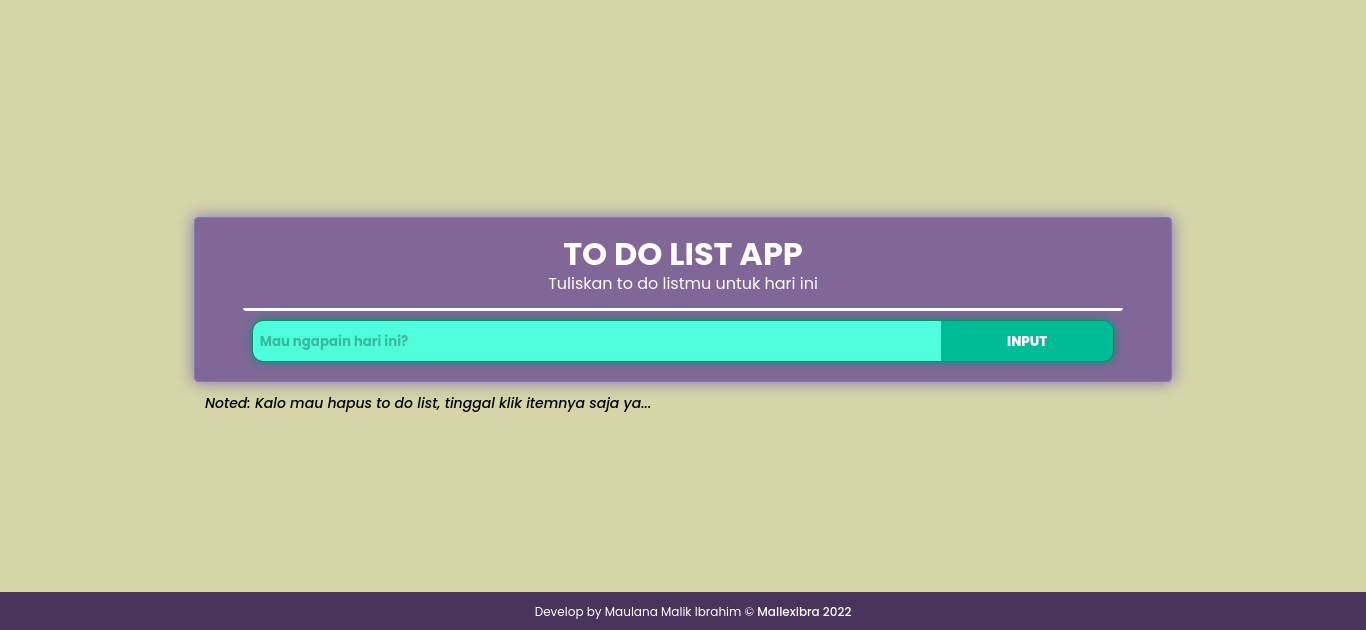 TO DO LIST APP
Tuliskan to do listmu untuk hari ini
Mau ngapain hari ini?
INPUT
Noted: Kalo mau hapus to do list, tinggal klik itemnya saja ya...
Develop by Maulana Malik Ibrahim © Mallexibra 2022